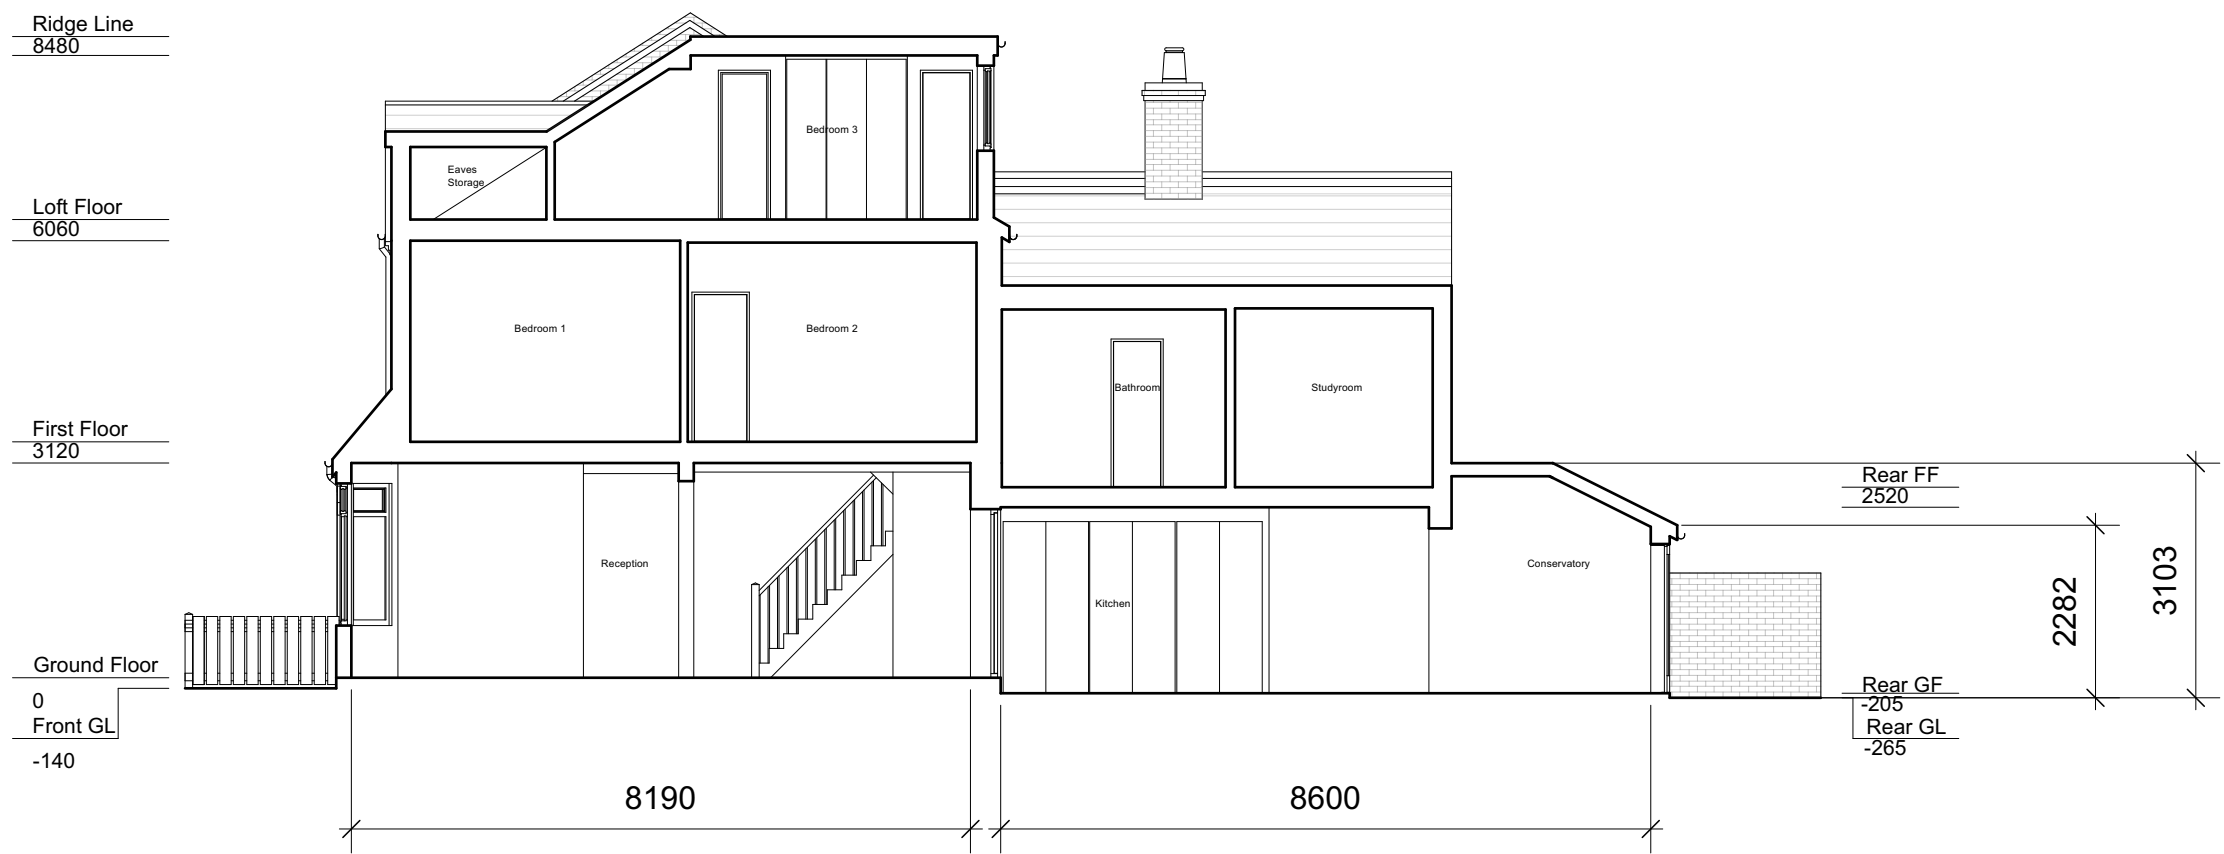 Ridge Line
8480
Bedroom 3
Eaves
Storage
Loft Floor
6060
Bedroom 1
Bedroom 2
Bathroom
Studyroom
First Floor
3120
Rear FF
2520
Reception
Conservatory
Kitchen
2282
3103
Ground Floor
0
Front GL
-140
Rear GF
-205
Rear GL
-265
8190
8600